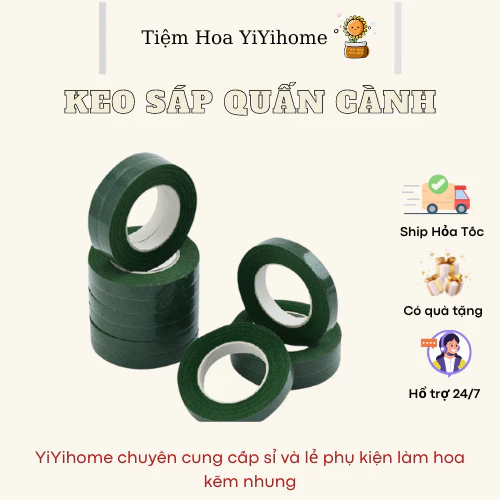 Tiệm Hoa YiYihome
KEO SÁP QUẤN CÀNH
Ship Hỏa Tôc
Có quà tặng
Hổ trợ 24/7
YiYihome chuyên cung cấp sỉ và lẻ phụ kiện làm hoa
kẽm nhung